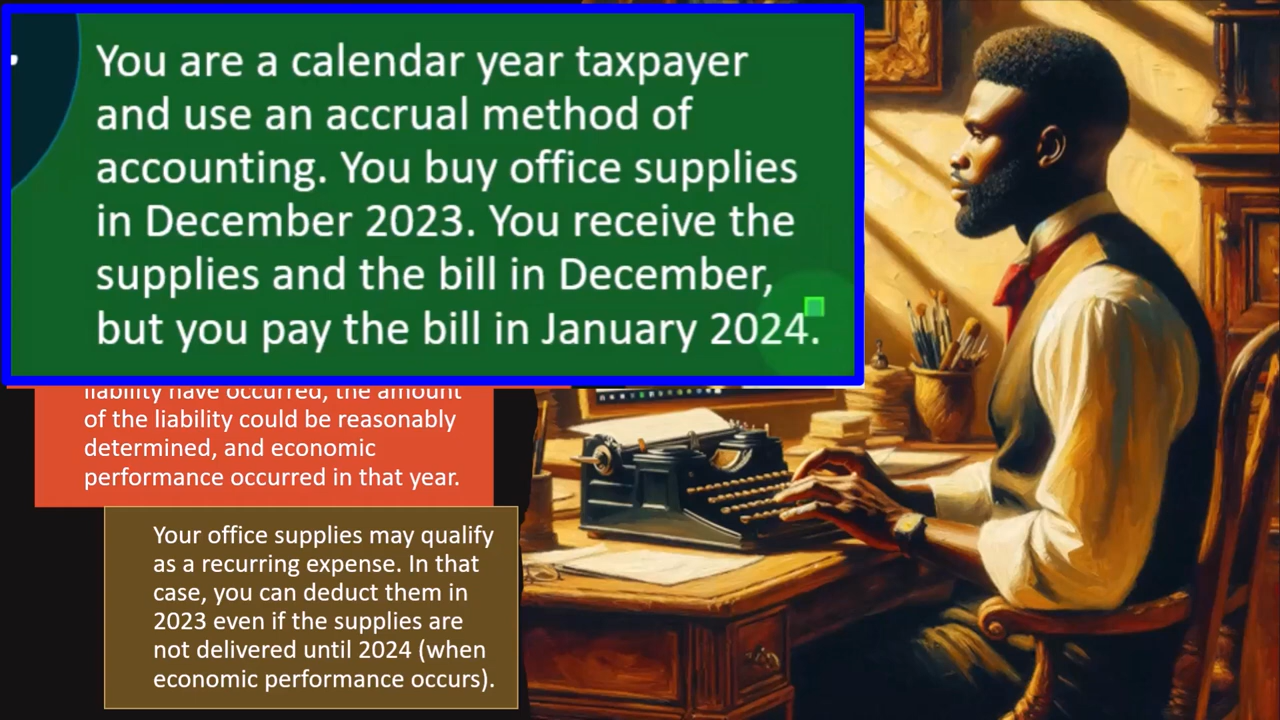 You are a calendar year taxpayer
and use an accrual method of
accounting. You buy office supplies
in December 2023. You receive the
supplies and the bill in December,
but you pay the bill in January 2024.
liability have occurred, the amount
of the liability could be reasonably
determined, and economic
performance occurred in that year.
Your office supplies may qualify
as a recurring expense. In that
case, you can deduct them in
2023 even if the supplies are
not delivered until 2024 (when
economic performance occurs).